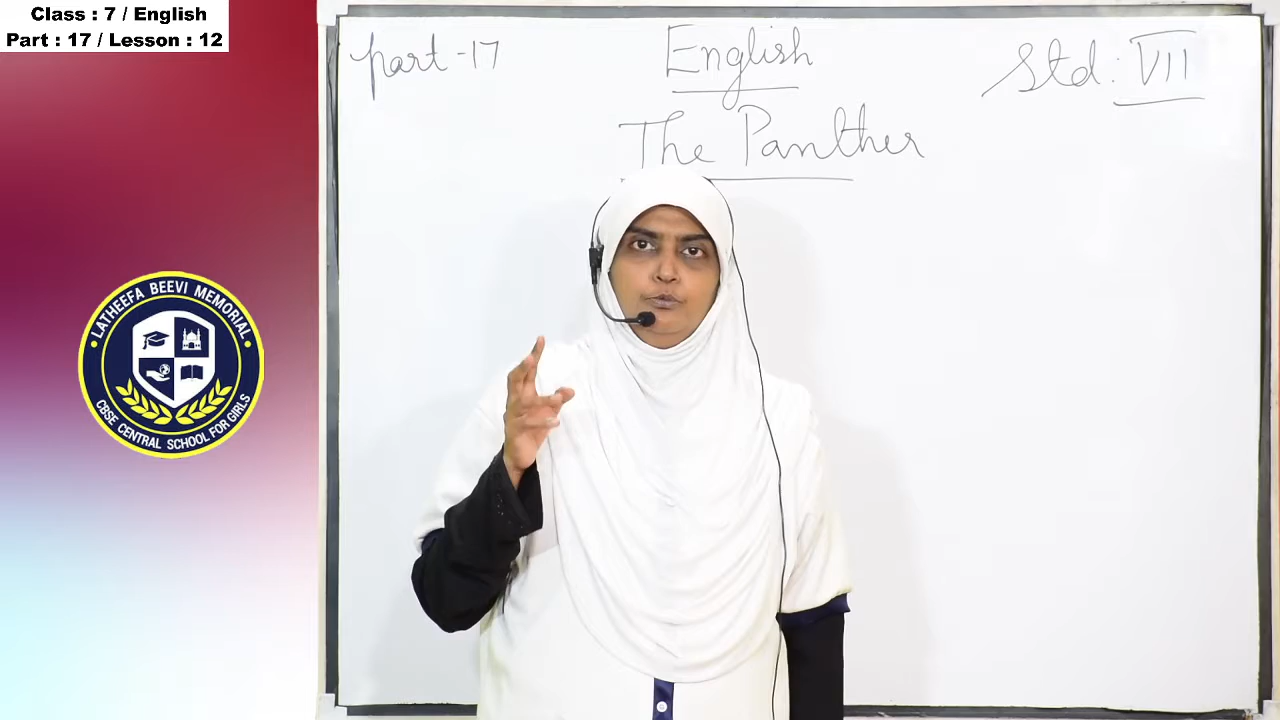 Class : 7 / English
Part : 17 / Lesson : 12
part-17
English
Std: VII
The Panther
LATHEEFA BEEVI MEMORIAL
CBSE CENTRAL SCHOOL FOR GIRLS